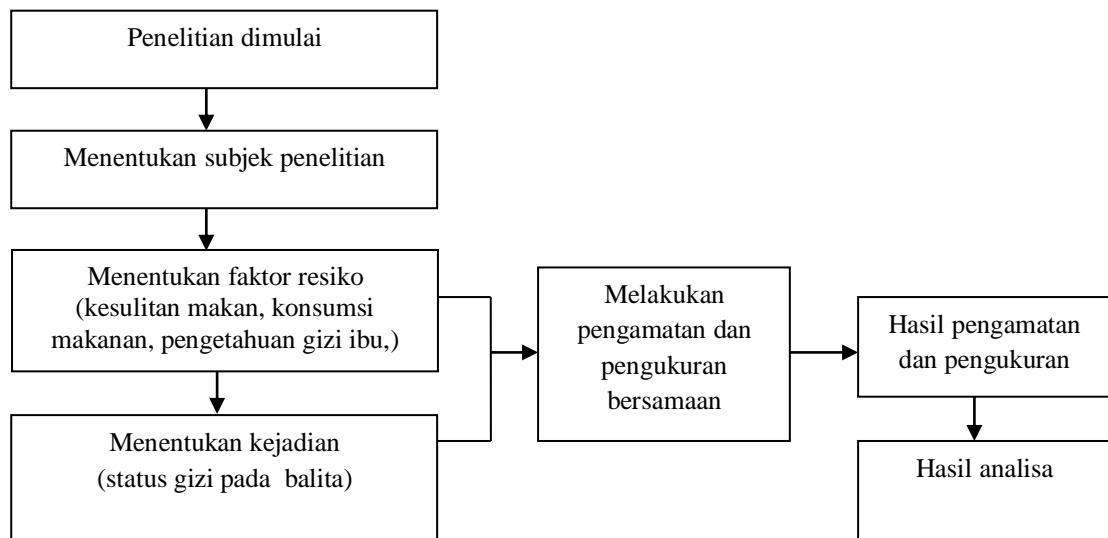 Penelitian dimulai
Menentukan subjek penelitian
Menentukan faktor resiko
(kesulitan makan, konsumsi
makanan, pengetahuan gizi ibu,)
Menentukan kejadian
(status gizi pada  balita)
Melakukan
pengamatan dan
pengukuran
bersamaan
Hasil pengamatan
dan pengukuran
Hasil analisa